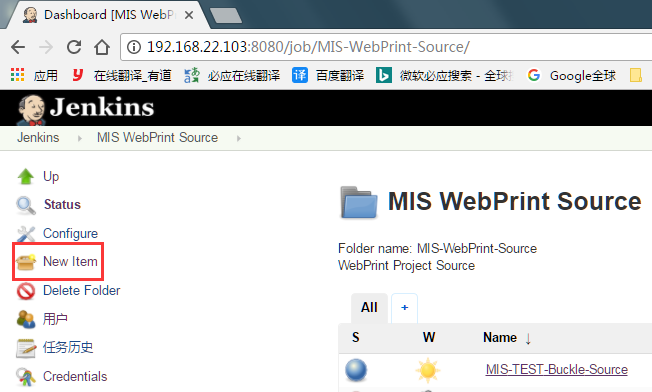 Dashboard [MIS WebPr
192.168.22.103:8080/job/MIS-WebPrint-Source/
应用 在线翻译_有道 必应在线翻译 百度翻译 微软必应搜索 - 全球 Google全球
Jenkins
Jenkins MIS WebPrint Source
Up
Status
Configure
New Item
Delete Folder
用户
任务历史
Credentials
MIS WebPrint Source
Folder name: MIS-WebPrint-Source
WebPrint Project Source
All +
S W Name ↓
MIS-TEST-Buckle-Source